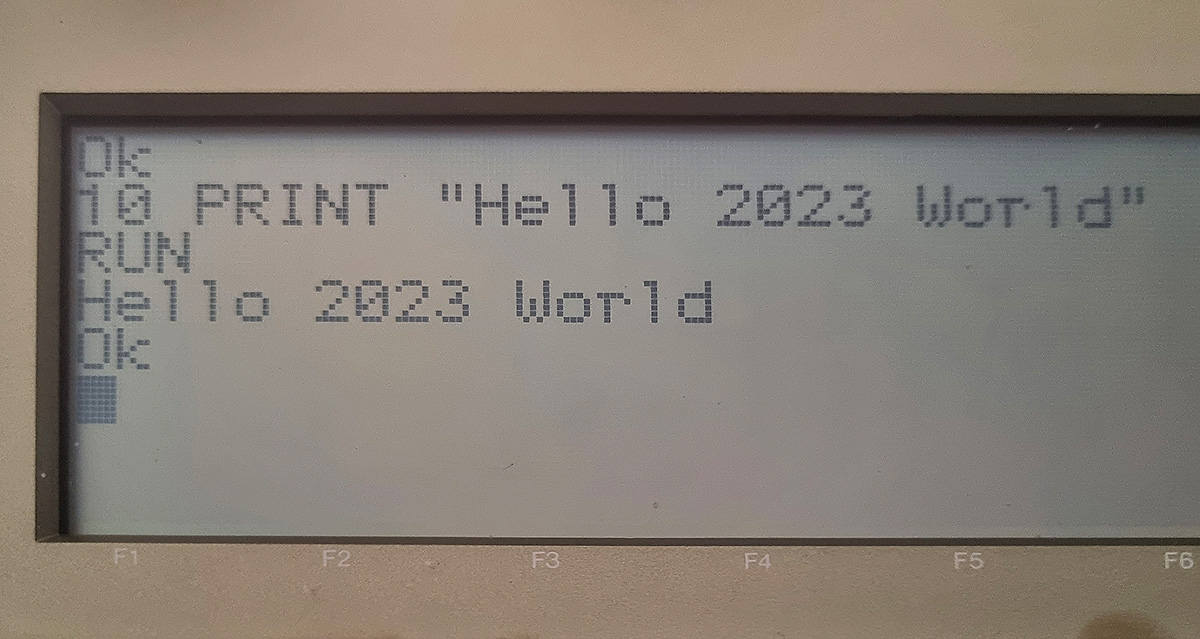 Ok
10 PRINT "Hello 2023 World"
RUN
Hello 2023 World
Ok
F1 F2 F3 F4 F5 F6